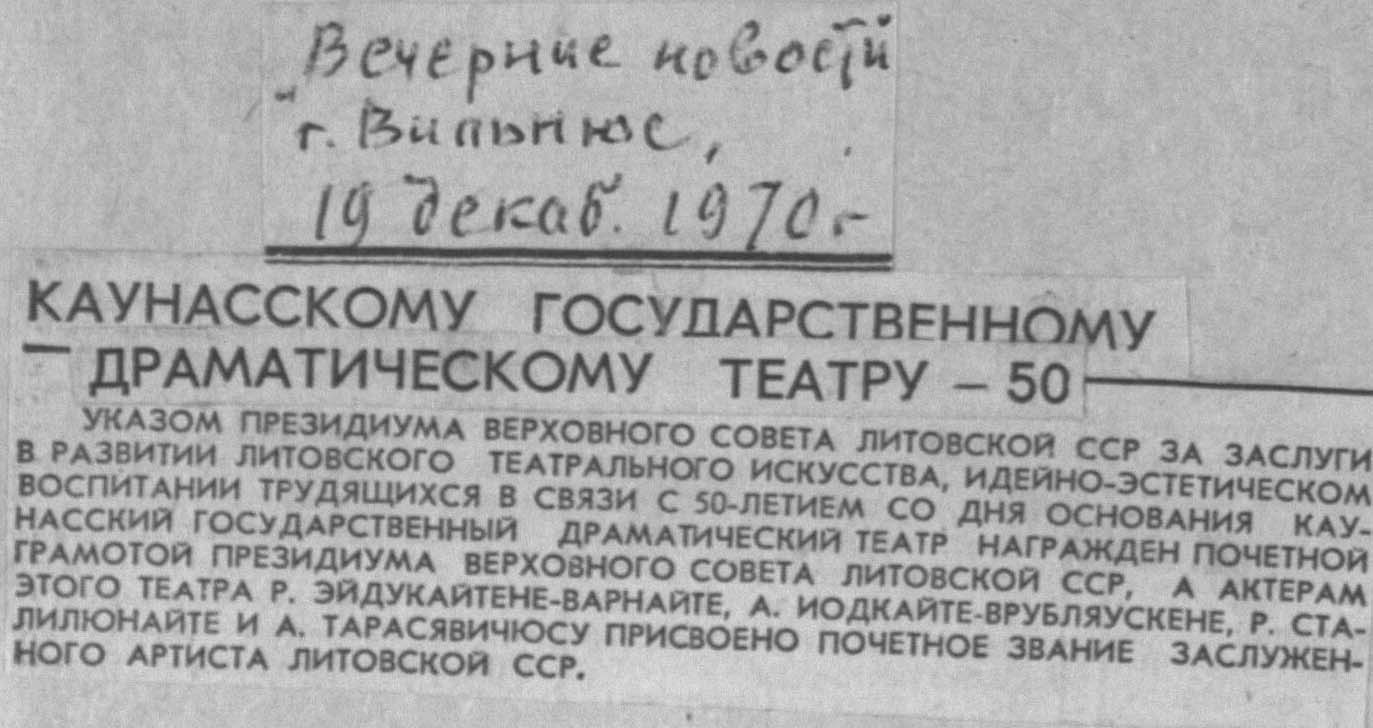 Вечерние новости
г. Вильнюс,
19 декаб. 1970.-
КАУНАССКОМУ ГОСУДАРСТВЕННОМУ
ДРАМАТИЧЕСКОМУ ТЕАТРУ – 50
УКАЗОМ ПРЕЗИДИУМА ВЕРХОВНОГО СОВЕТА ЛИТОВСКОЙ ССР ЗА ЗАСЛУГИ
В РАЗВИТИИ ЛИТОВСКОГО ТЕАТРАЛЬНОГО ИСКУССТВА, ИДЕЙНО-ЭСТЕТИЧЕСКОМ
ВОСПИТАНИИ ТРУДЯЩИХСЯ В СВЯЗИ С 50-ЛЕТИЕМ СО ДНЯ ОСНОВАНИЯ КАУ-
НАССКИЙ ГОСУДАРСТВЕННЫЙ ДРАМАТИЧЕСКИЙ ТЕАТР НАГРАЖДЕН ПОЧЕТНОЙ
ГРАМОТОЙ ПРЕЗИДИУМА ВЕРХОВНОГО СОВЕТА ЛИТОВСКОЙ ССР, А АКТЕРАМ
ЭТОГО ТЕАТРА Р. ЭЙДУКАЙТЕНЕ-ВАРНАЙТЕ, А. ИОДКАЙТЕ-ВРУБЛЯУСКЕНЕ, Р. СТА-
ЛИЛЮНАЙТЕ И А. ТАРАСЯВИЧЮСУ ПРИСВОЕНО ПОЧЕТНОЕ ЗВАНИЕ ЗАСЛУЖЕН-
НОГО АРТИСТА ЛИТОВСКОЙ ССР.